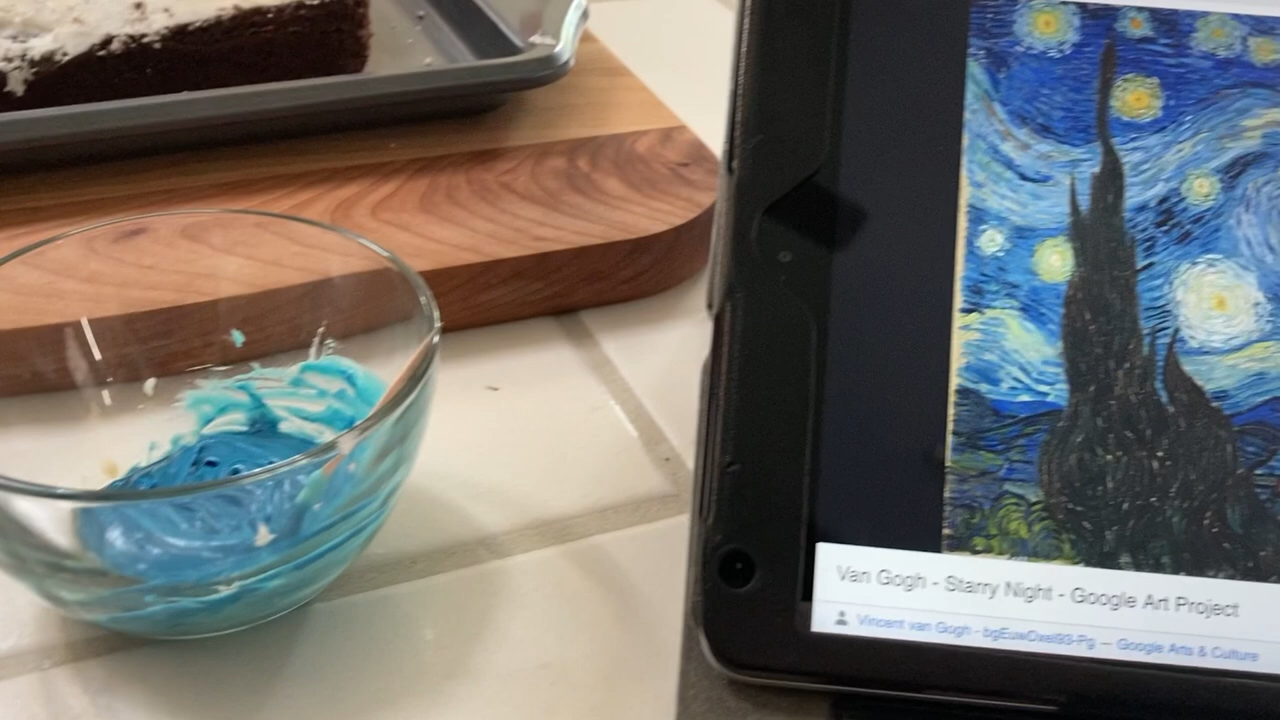 Van Gogh - Starry Night - Google Art Project
Vincent van Gogh - — Google Arts & Culture